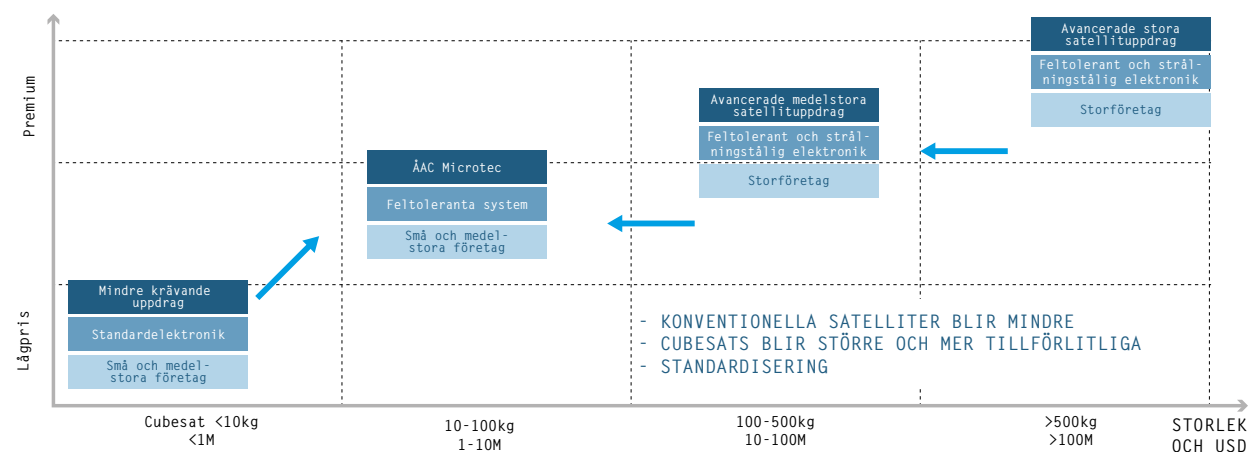 Premium
Lågpris
Avancerade stora
satellituppdrag
Feltolerant och strål-
ningstålig elektronik
Storföretag
Avancerade medelstora
satellituppdrag
Feltolerant och strål-
ningstålig elektronik
Storföretag
ÅAC Microtec
Feltoleranta system
Små och medel-
stora företag
Mindre krävande
uppdrag
Standardelektronik
Små och medel-
stora företag
- KONVENTIONELLA SATELLITER BLIR MINDRE
- CUBESATS BLIR STÖRRE OCH MER TILLFÖRLITLIGA
- STANDARDISERING
Cubesat <10kg
<1M
10-100kg
1-10M
100-500kg
10-100M
>500kg
>100M
STORLEK
OCH USD